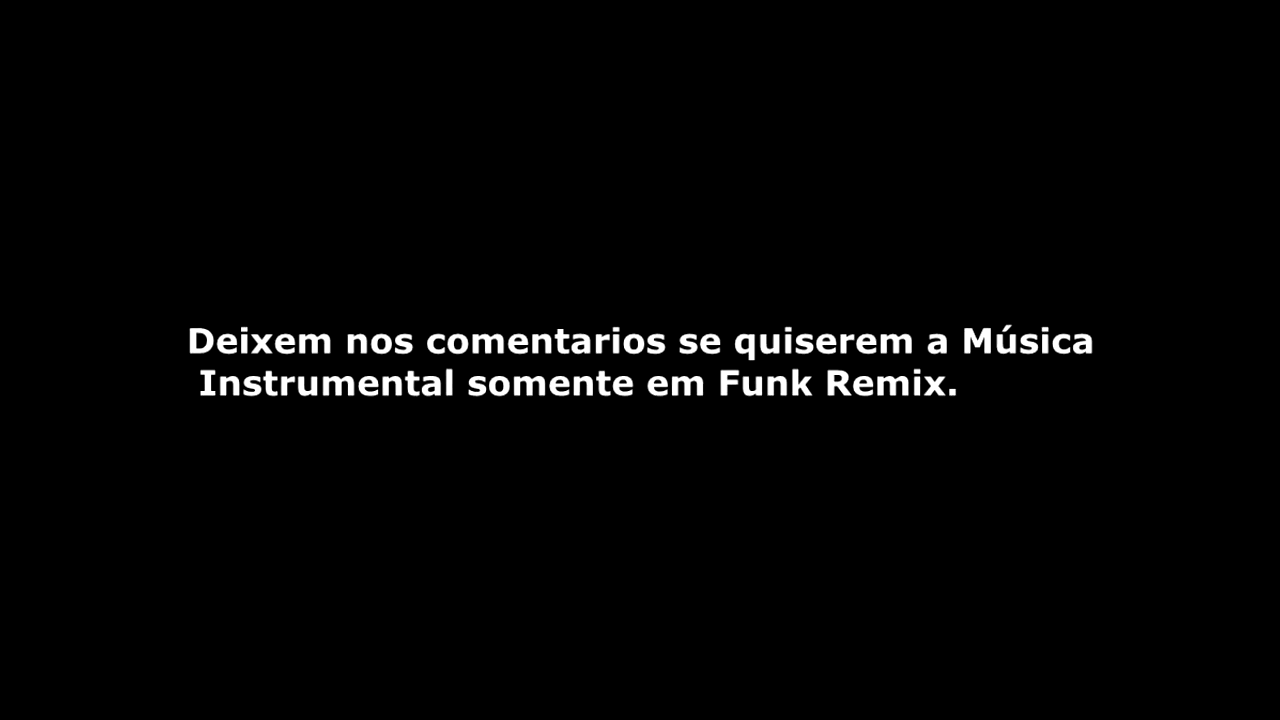 Deixem nos comentarios se quiserem a Música
Instrumental somente em Funk Remix.